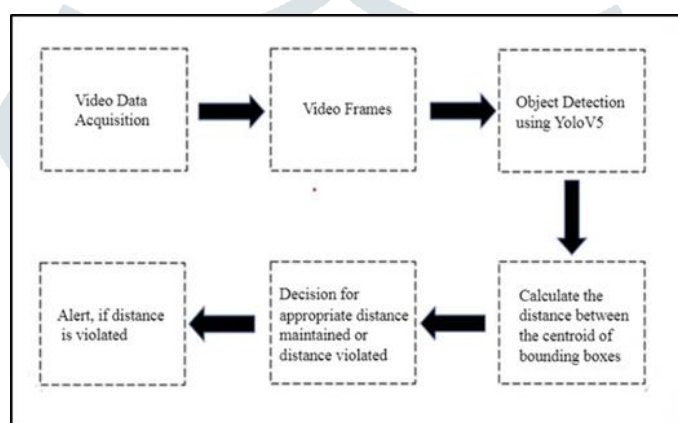 Video Data
Acquisition
Video Frames
Object Detection
using YoloV5
Calculate the
distance between
the centroid of
bounding boxes
Decision for
appropriate distance
maintained or
distance violated
Alert, if distance
is violated